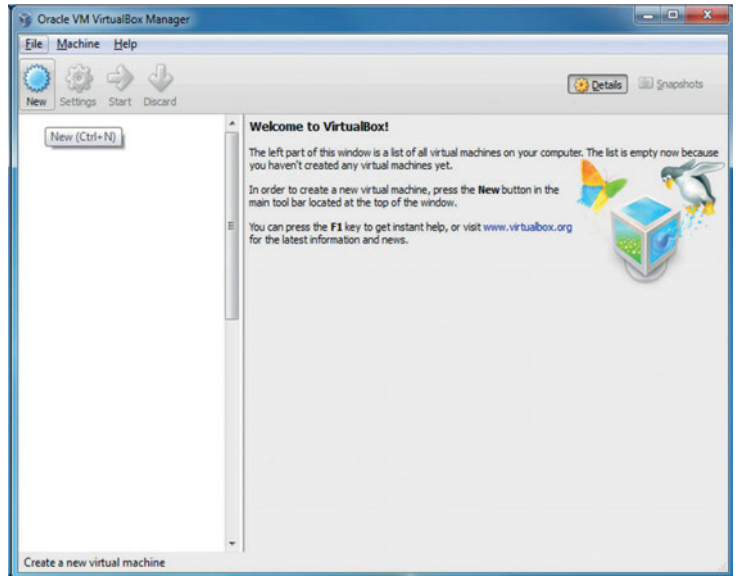 Oracle VM VirtualBox Manager
File Machine Help
New Settings Start Discard
Details Snapshots
New (Ctrl+N)
Welcome to VirtualBox!
The left part of this window is a list of all virtual machines on your computer. The list is empty now because
you haven't created any virtual machines yet.
In order to create a new virtual machine, press the New button in the
main tool bar located at the top of the window.
You can press the F1 key to get instant help, or visit www.virtualbox.org
for the latest information and news.
Create a new virtual machine